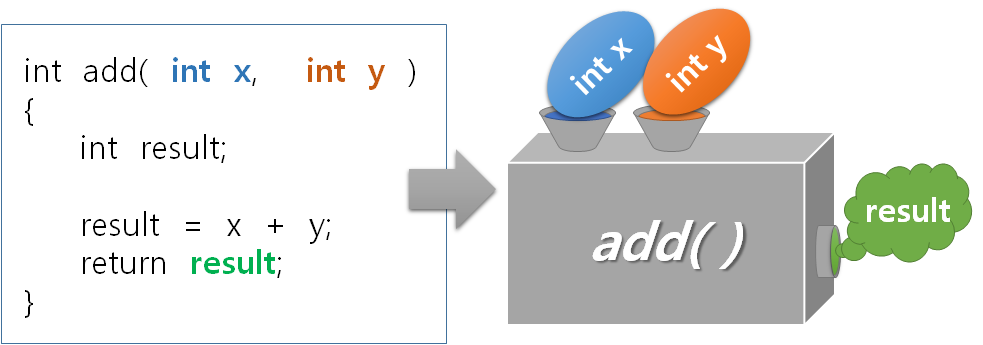 int add( int x, int y )
{
int result;
result = x + y;
return result;
}
int x
int y
add( )
result